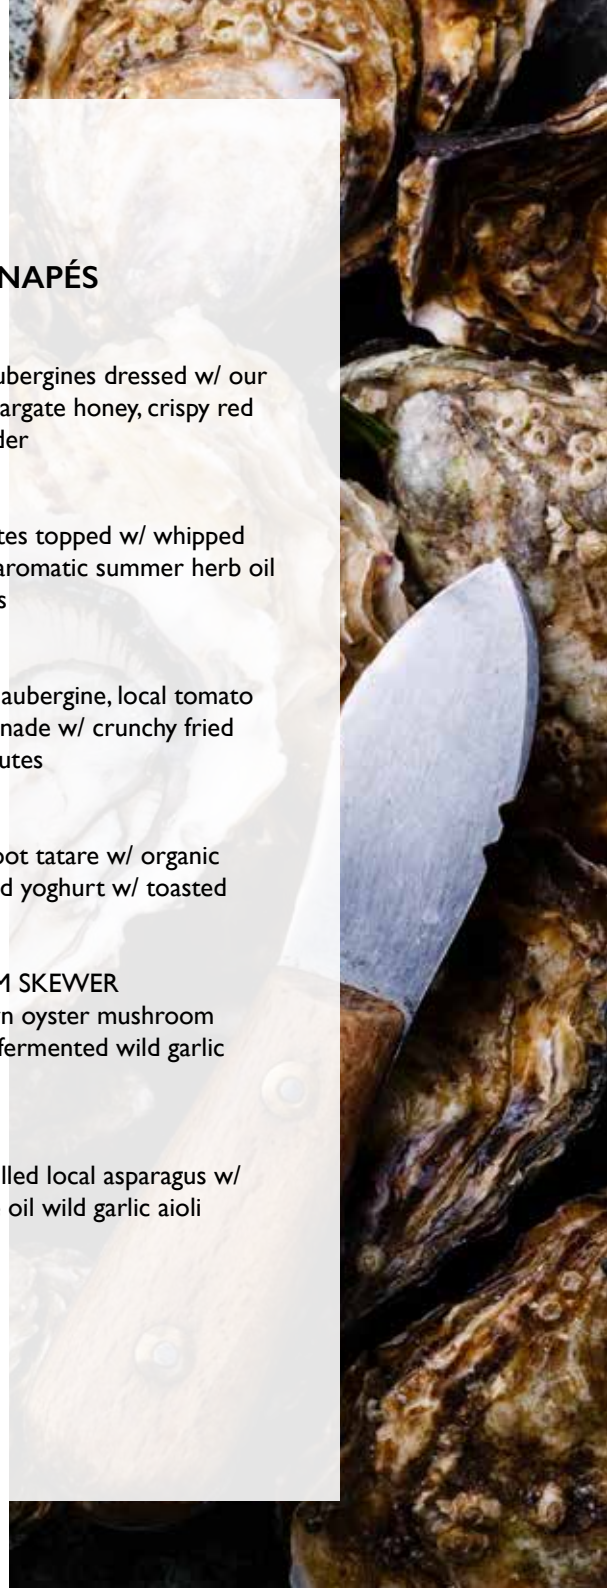 NAPÉS
ubergines dressed w/ our
argate honey, crispy red
der
tes topped w/ whipped
aromatic summer herb oil
s
aubergine, local tomato
nade w/ crunchy fried
utes
oot tatare w/ organic
d yoghurt w/ toasted
M SKEWER
n oyster mushroom
fermented wild garlic
lled local asparagus w/
oil wild garlic aioli